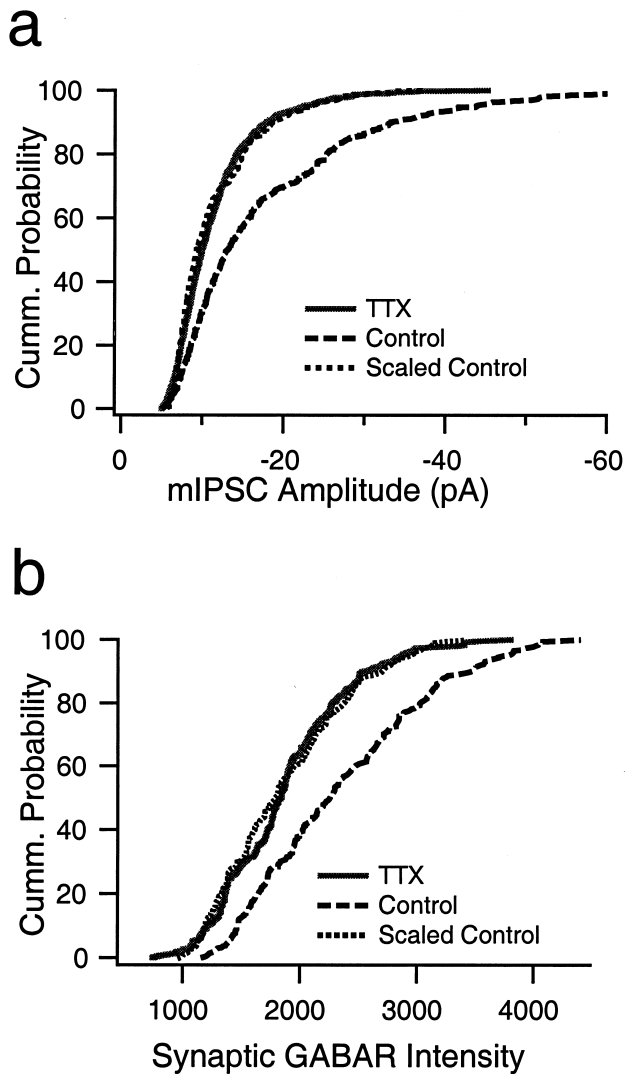 a
100
80
60
40
20
0
Cumm. Probability
TTX
Control
Scaled Control
0 -20 -40 -60
mIPSC Amplitude (pA)
b
100
80
60
40
20
0
Cumm. Probability
TTX
Control
Scaled Control
1000 2000 3000 4000
Synaptic GABAR Intensity